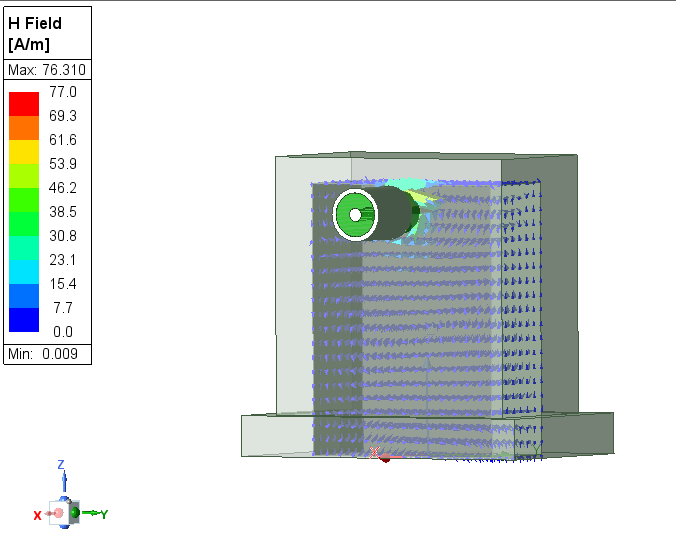 H Field
[A/m]
Max: 76.310
77.0
69.3
61.6
53.9
46.2
38.5
30.8
23.1
15.4
7.7
0.0
Min: 0.009
X
Z
X
Y